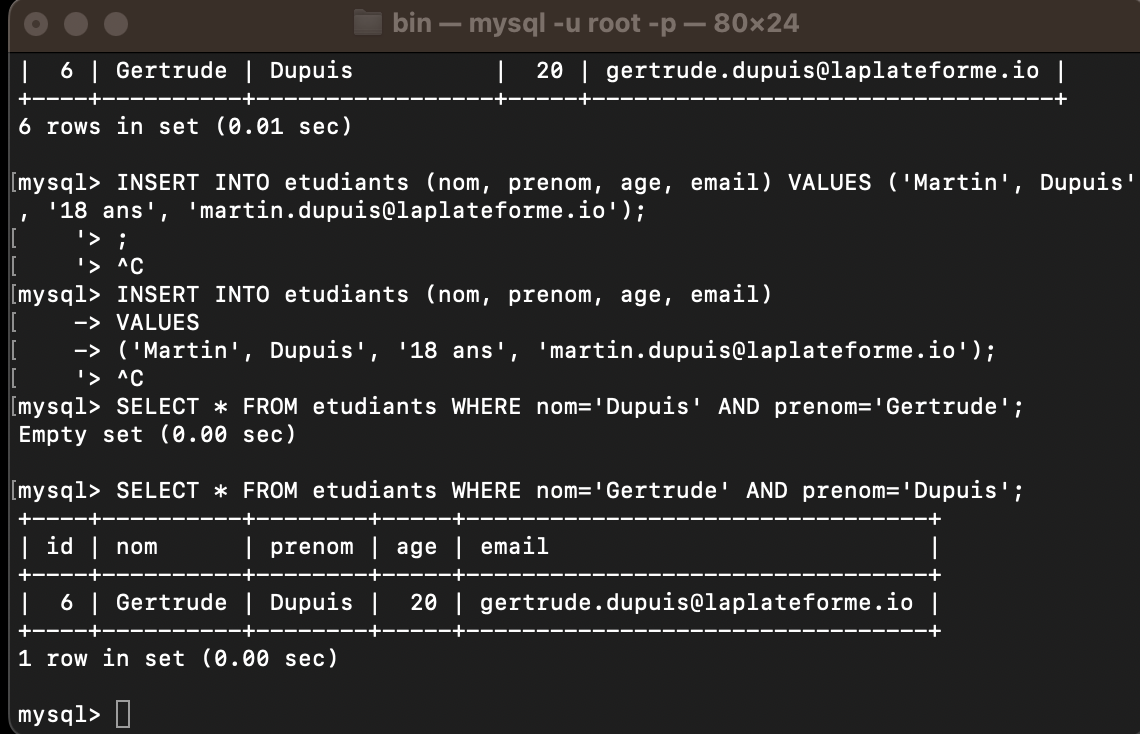 bin — mysql -u root -p — 80×24
|  6 | Gertrude | Dupuis          |  20 | gertrude.dupuis@laplateforme.io |
+----+----------+-----------------+-----+---------------------------------+
6 rows in set (0.01 sec)
[mysql> INSERT INTO etudiants (nom, prenom, age, email) VALUES ('Martin', Dupuis'
, '18 ans', 'martin.dupuis@laplateforme.io');
[    '> ;
[    '> ^C
[mysql> INSERT INTO etudiants (nom, prenom, age, email)
[    -> VALUES
[    -> ('Martin', Dupuis', '18 ans', 'martin.dupuis@laplateforme.io');
[    '> ^C
[mysql> SELECT * FROM etudiants WHERE nom='Dupuis' AND prenom='Gertrude';
Empty set (0.00 sec)
[mysql> SELECT * FROM etudiants WHERE nom='Gertrude' AND prenom='Dupuis';
+----+----------+--------+-----+---------------------------------+
| id | nom      | prenom | age | email                           |
+----+----------+--------+-----+---------------------------------+
|  6 | Gertrude | Dupuis |  20 | gertrude.dupuis@laplateforme.io |
+----+----------+--------+-----+---------------------------------+
1 row in set (0.00 sec)
mysql>